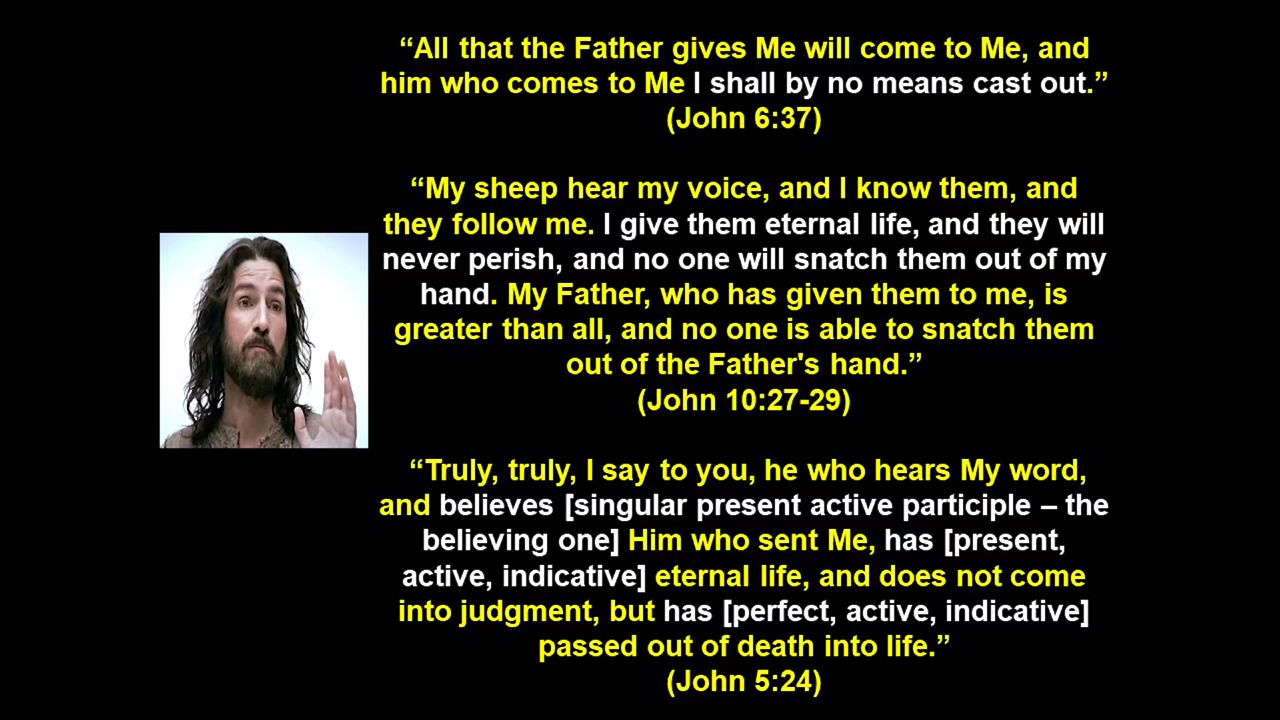 “All that the Father gives Me will come to Me, and
him who comes to Me I shall by no means cast out.”
(John 6:37)
“My sheep hear my voice, and I know them, and
they follow me. I give them eternal life, and they will
never perish, and no one will snatch them out of my
hand. My Father, who has given them to me, is
greater than all, and no one is able to snatch them
out of the Father's hand.”
(John 10:27-29)
“Truly, truly, I say to you, he who hears My word,
and believes [singular present active participle – the
believing one] Him who sent Me, has [present,
active, indicative] eternal life, and does not come
into judgment, but has [perfect, active, indicative]
passed out of death into life.”
(John 5:24)